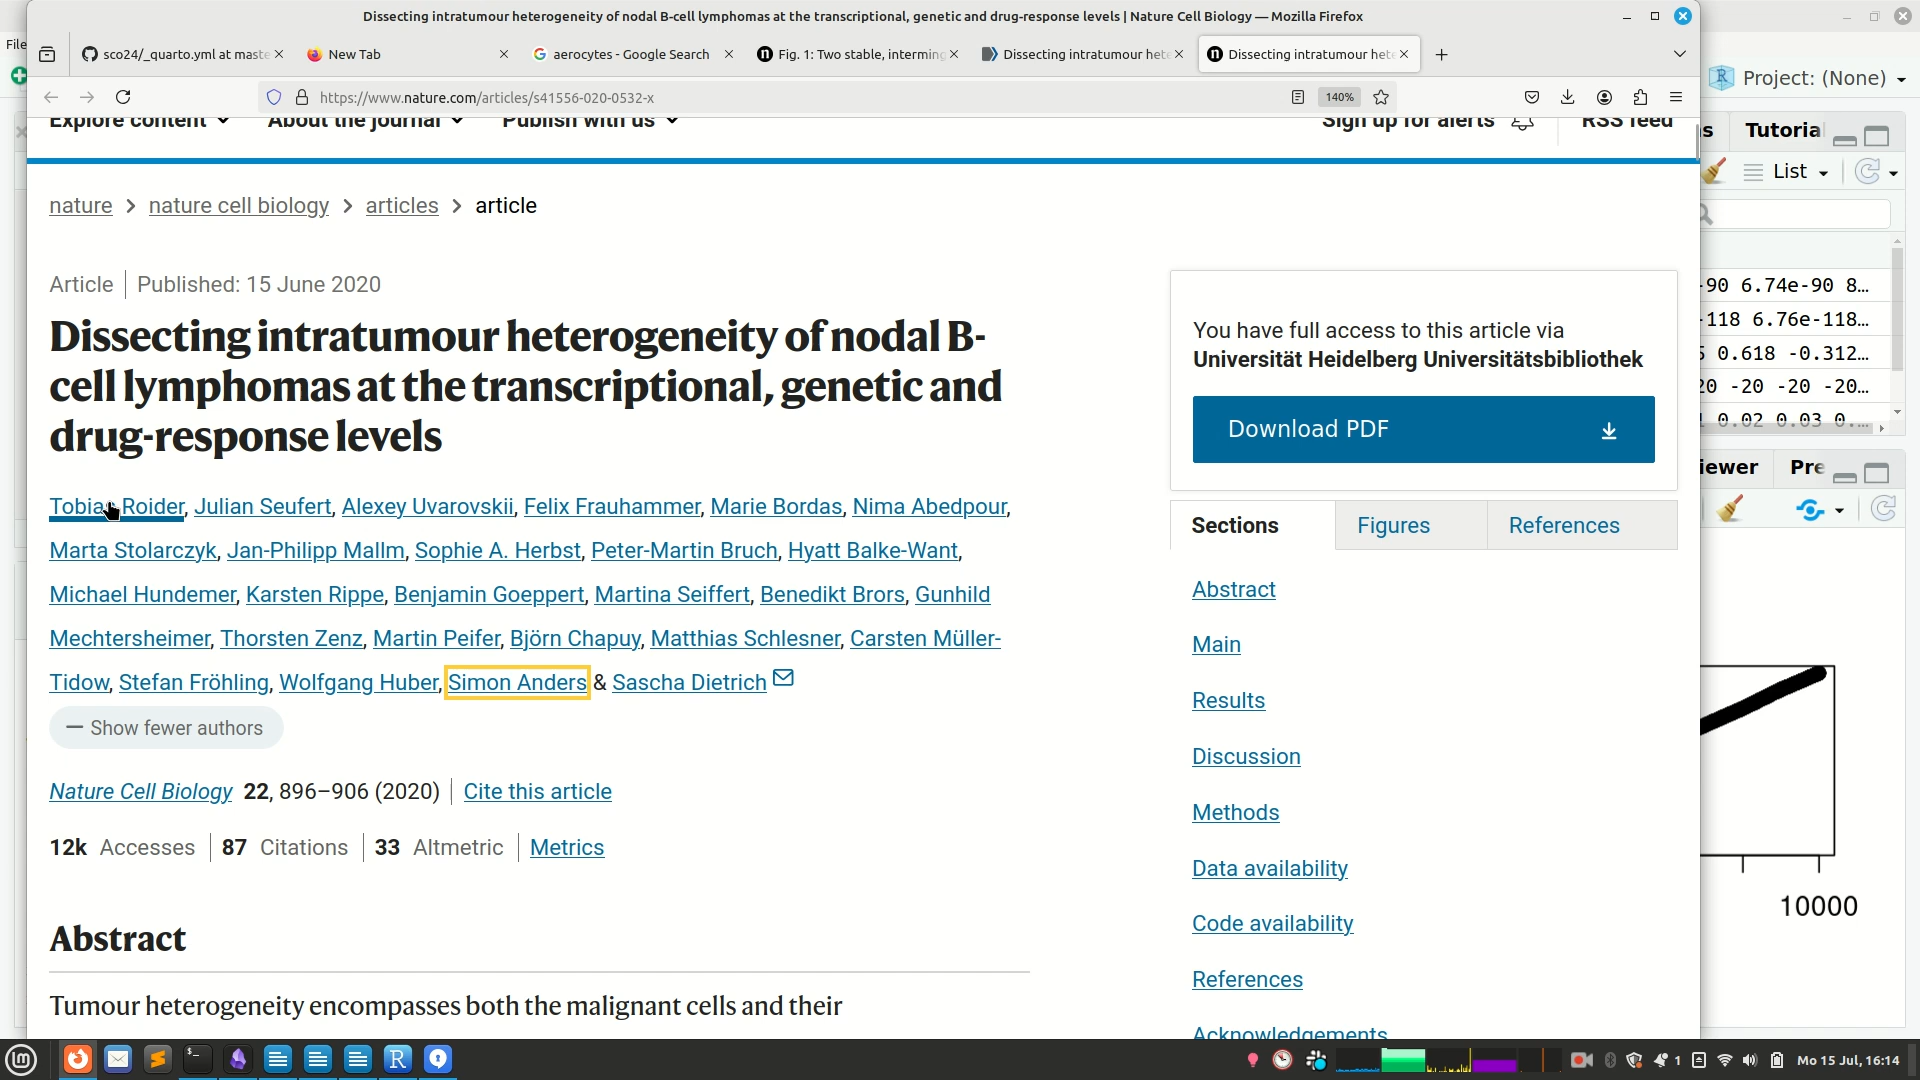 Dissecting intratumour heterogeneity of nodal B-cell lymphomas at the transcriptional, genetic and drug-response levels | Nature Cell Biology — Mozilla Firefox
File
sco24/_quarto.yml at maste
New Tab
aerocytes - Google Search
Fig. 1: Two stable, interming
Dissecting intratumour hete
Dissecting intratumour hete
https://www.nature.com/articles/s41556-020-0532-x
140%
Project: (None)
Explore content
About the journal
Publish with us
Sign up for alerts
RSS feed
s
Tutoria
List
nature > nature cell biology > articles > article
Article | Published: 15 June 2020
Dissecting intratumour heterogeneity of nodal B-
cell lymphomas at the transcriptional, genetic and
drug-response levels
Tobias Roider, Julian Seufert, Alexey Uvarovskii, Felix Frauhammer, Marie Bordas, Nima Abedpour,
Marta Stolarczyk, Jan-Philipp Mallm, Sophie A. Herbst, Peter-Martin Bruch, Hyatt Balke-Want,
Michael Hundemer, Karsten Rippe, Benjamin Goeppert, Martina Seiffert, Benedikt Brors, Gunhild
Mechtersheimer, Thorsten Zenz, Martin Peifer, Björn Chapuy, Matthias Schlesner, Carsten Müller-
Tidow, Stefan Fröhling, Wolfgang Huber, Simon Anders & Sascha Dietrich
— Show fewer authors
Nature Cell Biology 22, 896–906 (2020) | Cite this article
12k Accesses | 87 Citations | 33 Altmetric | Metrics
Abstract
Tumour heterogeneity encompasses both the malignant cells and their
You have full access to this article via
Universität Heidelberg Universitätsbibliothek
Download PDF
Sections
Figures
References
Abstract
Main
Results
Discussion
Methods
Data availability
Code availability
References
Acknowledgements
-90 6.74e-90 8…
-118 6.76e-118…
5 0.618 -0.312…
20 -20 -20 -20…
0.02 0.03 0.…
iewer
Pre
10000
R
1
Mo 15 Jul, 16:14